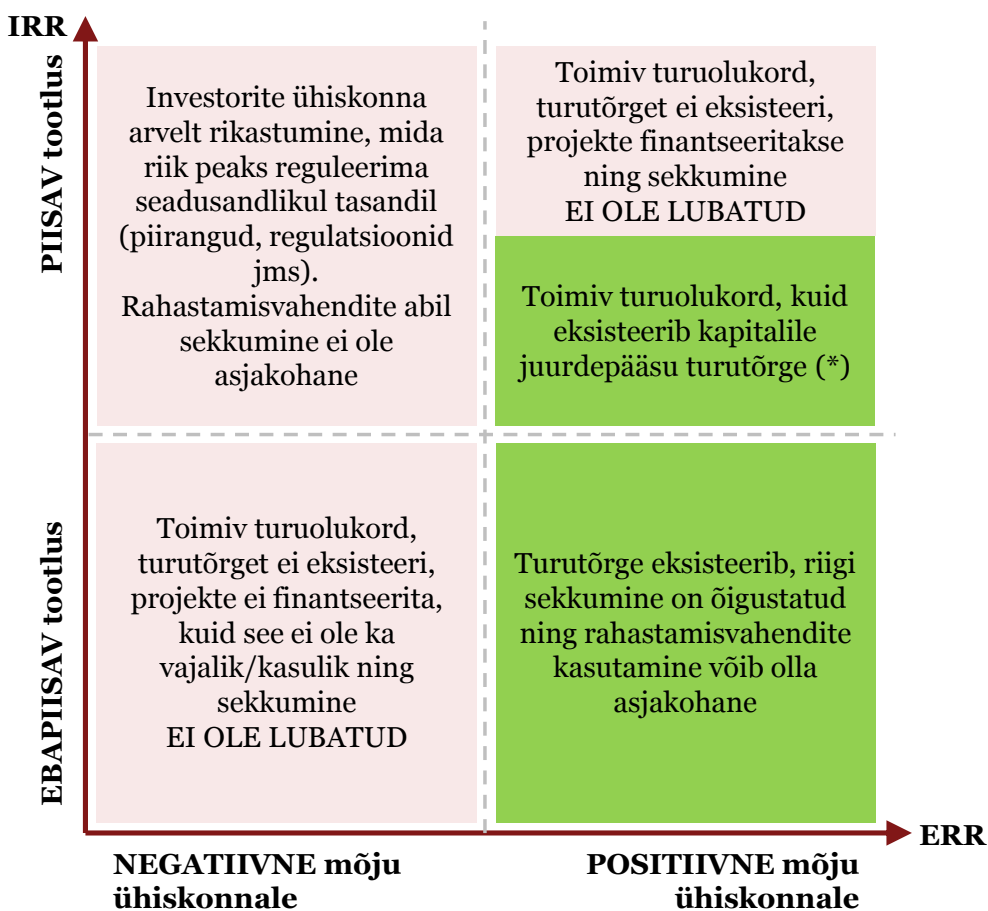 IRR
PIISAV tootlus
Investorite ühiskonna
arvelt rikastumine, mida
riik peaks reguleerima
seadusandlikul tasandil
(piirangud, regulatsioonid
jms).
Rahastamisvahendite abil
sekkumine ei ole
asjakohane
Toimiv turuolukord,
turutõrget ei eksisteeri,
projekte finantseeritakse
ning sekkumine
EI OLE LUBATUD
Toimiv turuolukord, kuid
eksisteerib kapitalile
juurdepääsu turutõrge (*)
EBAPIISAV tootlus
Toimiv turuolukord,
turutõrget ei eksisteeri,
projekte ei finantseerita,
kuid see ei ole ka
vajalik/kasulik ning
sekkumine
EI OLE LUBATUD
Turutõrge eksisteerib, riigi
sekkumine on õigustatud
ning rahastamisvahendite
kasutamine võib olla
asjakohane
ERR
NEGATIIVNE mõju
ühiskonnale
POSITIIVNE mõju
ühiskonnale